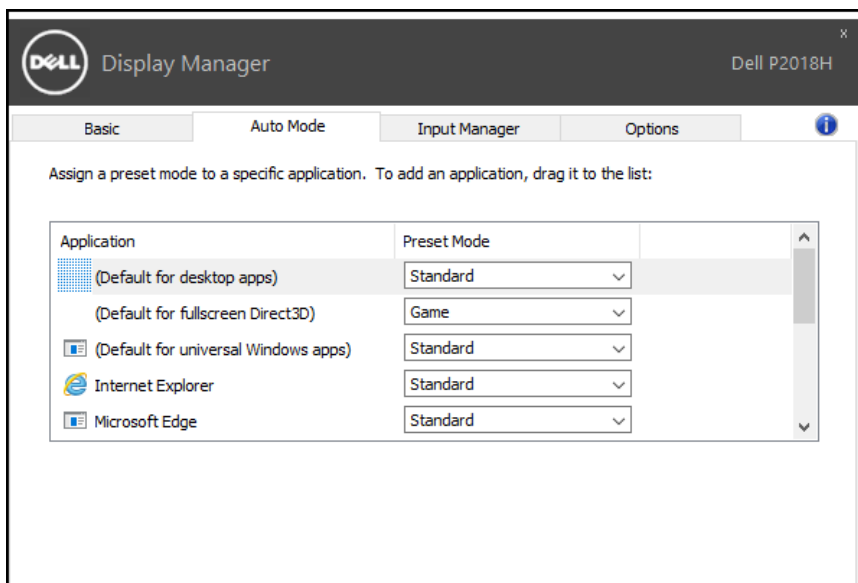 x
DELL Display Manager Dell P2018H
Basic Auto Mode Input Manager Options
Assign a preset mode to a specific application. To add an application, drag it to the list:
Application Preset Mode
(Default for desktop apps) Standard
(Default for fullscreen Direct3D) Game
(Default for universal Windows apps) Standard
Internet Explorer Standard
Microsoft Edge Standard